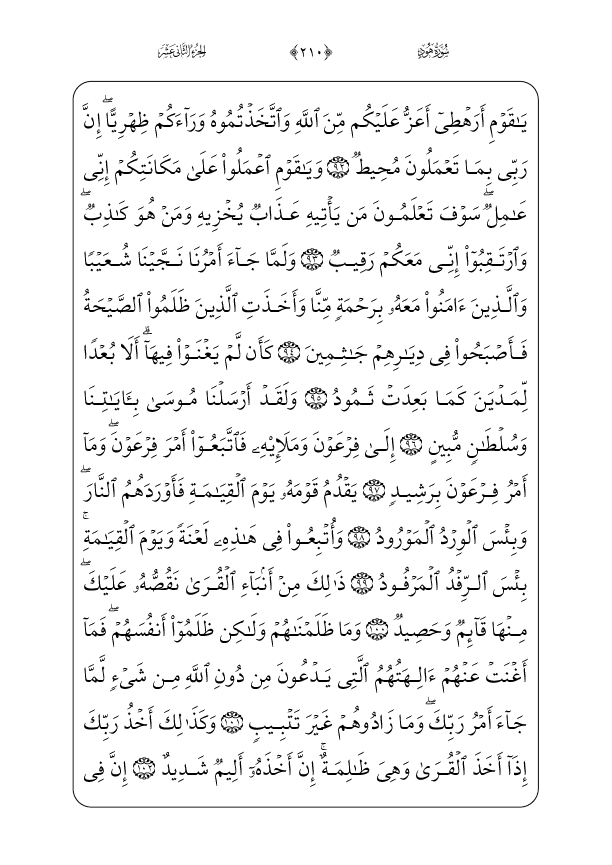 سُورَةُ هُودٍ ﴿٢١٠﴾ الجُزْءُ الثَّانِيَ عَشَرَ
يَٰقَوْمِ أَرَهْطِىٓ أَعَزُّ عَلَيْكُم مِّنَ ٱللَّهِ وَٱتَّخَذْتُمُوهُ وَرَآءَكُمْ ظِهْرِيًّا ۖ إِنَّ
رَبِّى بِمَا تَعْمَلُونَ مُحِيطٌ ٩٢ وَيَٰقَوْمِ ٱعْمَلُوا۟ عَلَىٰ مَكَانَتِكُمْ إِنِّى
عَٰمِلٌ ۖ سَوْفَ تَعْلَمُونَ مَن يَأْتِيهِ عَذَابٌ يُخْزِيهِ وَمَنْ هُوَ كَٰذِبٌ ۖ
وَٱرْتَقِبُوٓا۟ إِنِّى مَعَكُمْ رَقِيبٌ ٩٣ وَلَمَّا جَآءَ أَمْرُنَا نَجَّيْنَا شُعَيْبًا
وَٱلَّذِينَ ءَامَنُوا۟ مَعَهُۥ بِرَحْمَةٍ مِّنَّا وَأَخَذَتِ ٱلَّذِينَ ظَلَمُوا۟ ٱلصَّيْحَةُ
فَأَصْبَحُوا۟ فِى دِيَٰرِهِمْ جَٰثِمِينَ ٩٤ كَأَن لَّمْ يَغْنَوْا۟ فِيهَآ ۗ أَلَا بُعْدًا
لِّمَدْيَنَ كَمَا بَعِدَتْ ثَمُودُ ٩٥ وَلَقَدْ أَرْسَلْنَا مُوسَىٰ بِـَٔايَٰتِنَا
وَسُلْطَٰنٍ مُّبِينٍ ٩٦ إِلَىٰ فِرْعَوْنَ وَمَلَإِي۟هِۦ فَٱتَّبَعُوٓا۟ أَمْرَ فِرْعَوْنَ ۖ وَمَآ
أَمْرُ فِرْعَوْنَ بِرَشِيدٍ ٩٧ يَقْدُمُ قَوْمَهُۥ يَوْمَ ٱلْقِيَٰمَةِ فَأَوْرَدَهُمُ ٱلنَّارَ ۖ
وَبِئْسَ ٱلْوِرْدُ ٱلْمَوْرُودُ ٩٨ وَأُتْبِعُوا۟ فِى هَٰذِهِۦ لَعْنَةً وَيَوْمَ ٱلْقِيَٰمَةِ ۚ
بِئْسَ ٱلرِّفْدُ ٱلْمَرْفُودُ ٩٩ ذَٰلِكَ مِنْ أَنۢبَآءِ ٱلْقُرَىٰ نَقُصُّهُۥ عَلَيْكَ ۖ
مِنْهَا قَآئِمٌ وَحَصِيدٌ ١٠٠ وَمَا ظَلَمْنَٰهُمْ وَلَٰكِن ظَلَمُوٓا۟ أَنفُسَهُمْ ۖ فَمَآ
أَغْنَتْ عَنْهُمْ ءَالِهَتُهُمُ ٱلَّتِى يَدْعُونَ مِن دُونِ ٱللَّهِ مِن شَىْءٍ لَّمَّا
جَآءَ أَمْرُ رَبِّكَ ۖ وَمَا زَادُوهُمْ غَيْرَ تَتْبِيبٍ ١٠١ وَكَذَٰلِكَ أَخْذُ رَبِّكَ
إِذَآ أَخَذَ ٱلْقُرَىٰ وَهِىَ ظَٰلِمَةٌ ۚ إِنَّ أَخْذَهُۥٓ أَلِيمٌ شَدِيدٌ ١٠٢ إِنَّ فِى